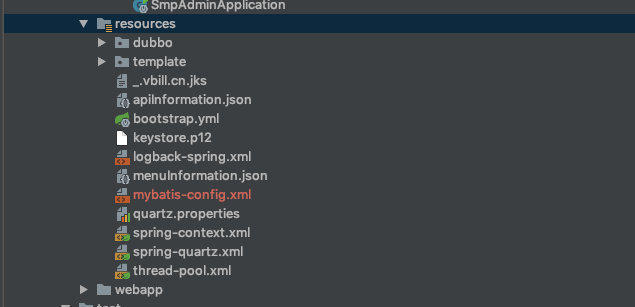 SmpAdminApplication
resources
dubbo
template
_.vbill.cn.jks
apiInformation.json
bootstrap.yml
keystore.p12
logback-spring.xml
menuInformation.json
mybatis-config.xml
quartz.properties
spring-context.xml
spring-quartz.xml
thread-pool.xml
webapp